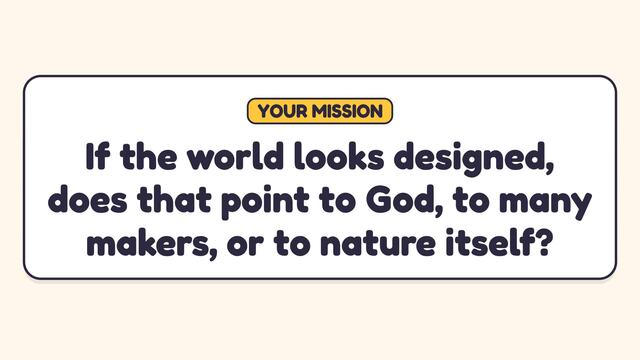 YOUR MISSION
If the world looks designed,
does that point to God, to many
makers, or to nature itself?